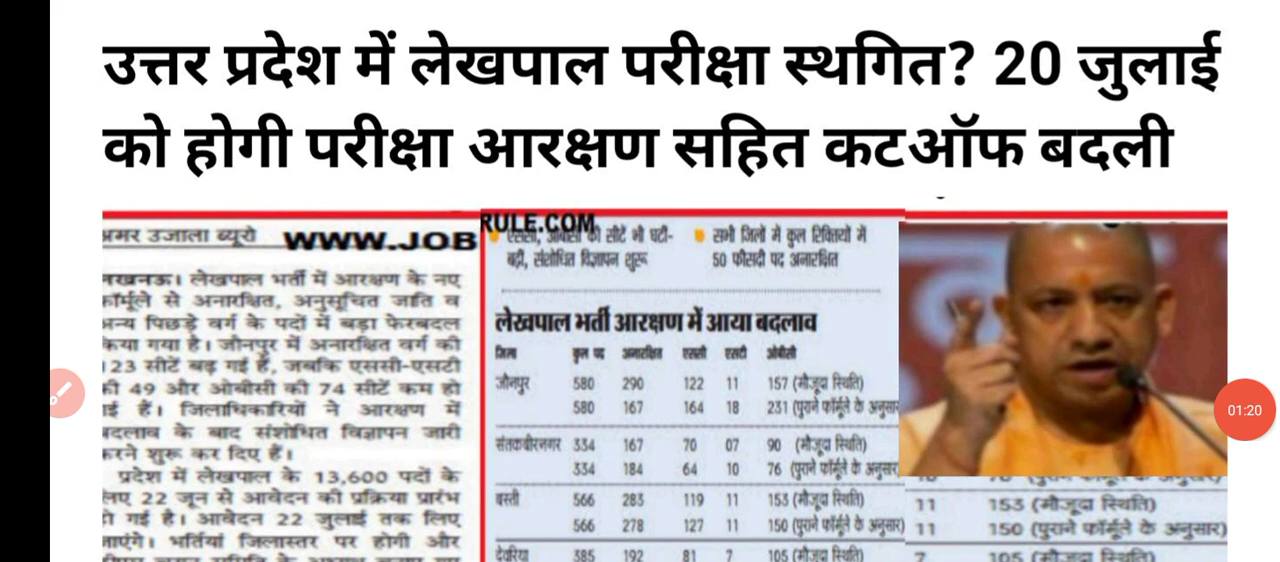 उत्तर प्रदेश में लेखपाल परीक्षा स्थगित? 20 जुलाई
को होगी परीक्षा आरक्षण सहित कटऑफ बदली
अमर उजाला ब्यूरो
WWW.JOB
RULE.COM
लखनऊ। लेखपाल भर्ती में आरक्षण के नए
फॉर्मूले से अनारक्षित, अनुसूचित जाति व
अन्य पिछड़े वर्ग के पदों में बड़ा फेरबदल
किया गया है। जौनपुर में अनारक्षित वर्ग की
123 सीटें बढ़ गई हैं, जबकि एससी-एसटी
की 49 और ओबीसी की 74 सीटें कम हो
गई हैं। जिलाधिकारियों ने आरक्षण में
बदलाव के बाद संशोधित विज्ञापन जारी
करने शुरू कर दिए हैं।
प्रदेश में लेखपाल के 13,600 पदों के
लिए 22 जून से आवेदन की प्रक्रिया प्रारंभ
हो गई है। आवेदन 22 जुलाई तक लिए
जाएंगे। भर्तियां जिलास्तर पर होंगी और
एससी, ओबीसी की सीटें भी घटी-
बढ़ी, संशोधित विज्ञापन शुरू
सभी जिलों में कुल रिक्तियों में
50 फीसदी पद अनारक्षित
लेखपाल भर्ती आरक्षण में आया बदलाव
जिला कुल पद अनारक्षित एससी एसटी ओबीसी
जौनपुर 580 290 122 11 157 (मौजूदा स्थिति)
580 167 164 18 231 (पुराने फॉर्मूले के अनुसार
संतकबीरनगर 334 167 70 07 90 (मौजूदा स्थिति)
334 184 64 10 76 (पुराने फॉर्मूले के अनुसार
बस्ती 566 283 119 11 153 (मौजूदा स्थिति)
566 278 127 11 150 (पुराने फॉर्मूले के अनुसार)
देवरिया 385 192 81 7 105 (मौजूदा स्थिति)
11 153 (मौजूदा स्थिति)
11 150 (पुराने फॉर्मूले के अनुसार)
7 105 (मौजूदा स्थिति)
01:20